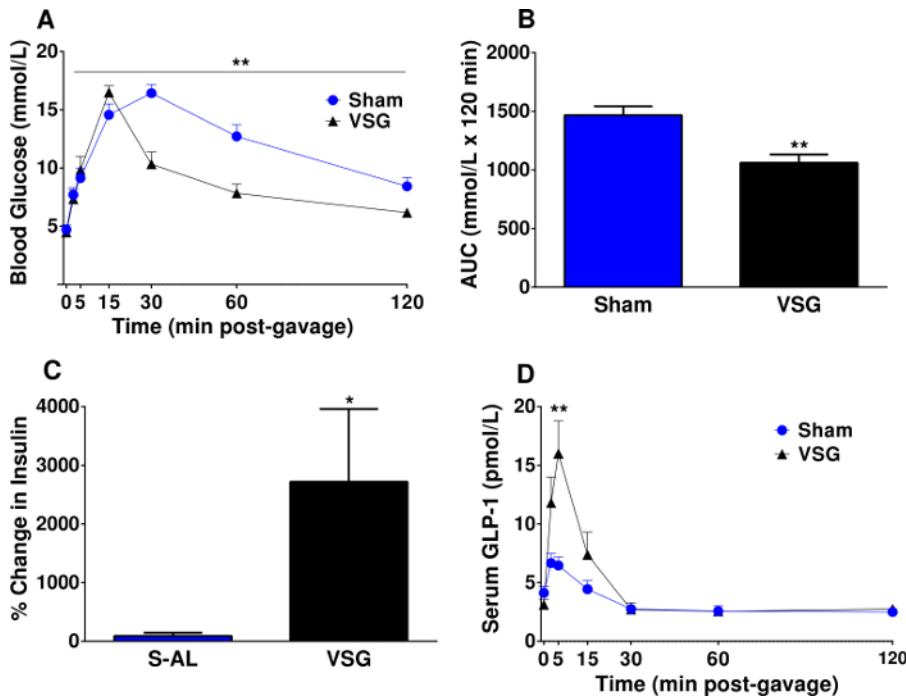 A
Blood Glucose (mmol/L)
20
15
10
5
**
Sham
VSG
0 5 15 30 60 120
Time (min post-gavage)
B
AUC (mmol/L x 120 min)
2000
1500
1000
500
0
**
Sham VSG
C
% Change in Insulin
4000
3000
2000
1000
0
*
S-AL VSG
D
Serum GLP-1 (pmol/L)
20
15
10
5
0
**
Sham
VSG
0 5 15 30 60 120
Time (min post-gavage)